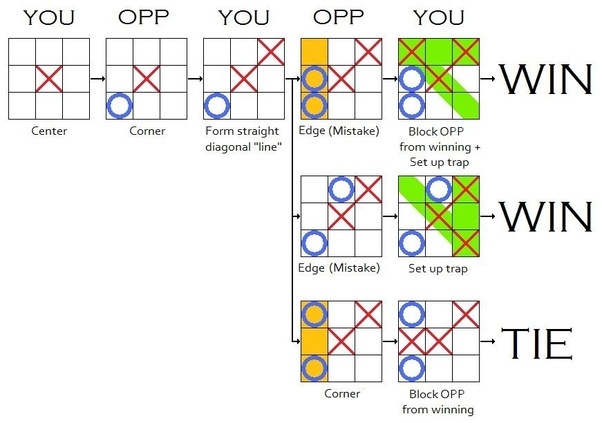 YOU OPP YOU OPP YOU
Center
Corner
Form straight
diagonal "line"
Edge (Mistake)
Block OPP
from winning +
Set up trap
WIN
Edge (Mistake)
Set up trap
WIN
Corner
Block OPP
from winning
TIE